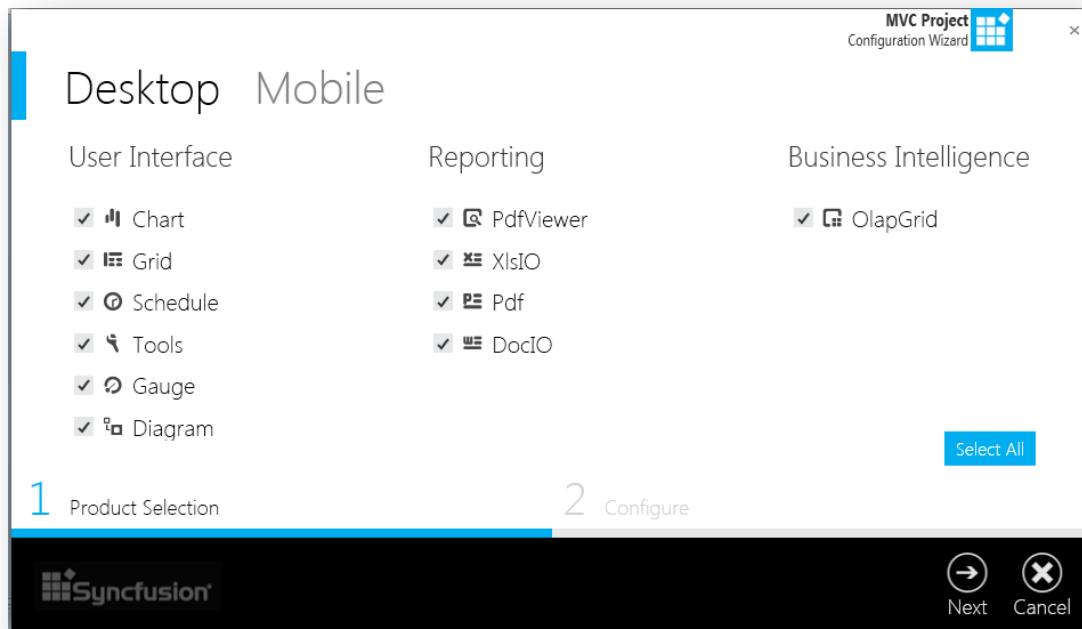 MVC Project
Configuration Wizard
Desktop Mobile
User Interface
Chart
Grid
Schedule
Tools
Gauge
Diagram
Reporting
PdfViewer
XlsIO
Pdf
DocIO
Business Intelligence
OlapGrid
Select All
1 Product Selection
2 Configure
Syncfusion
Next
Cancel